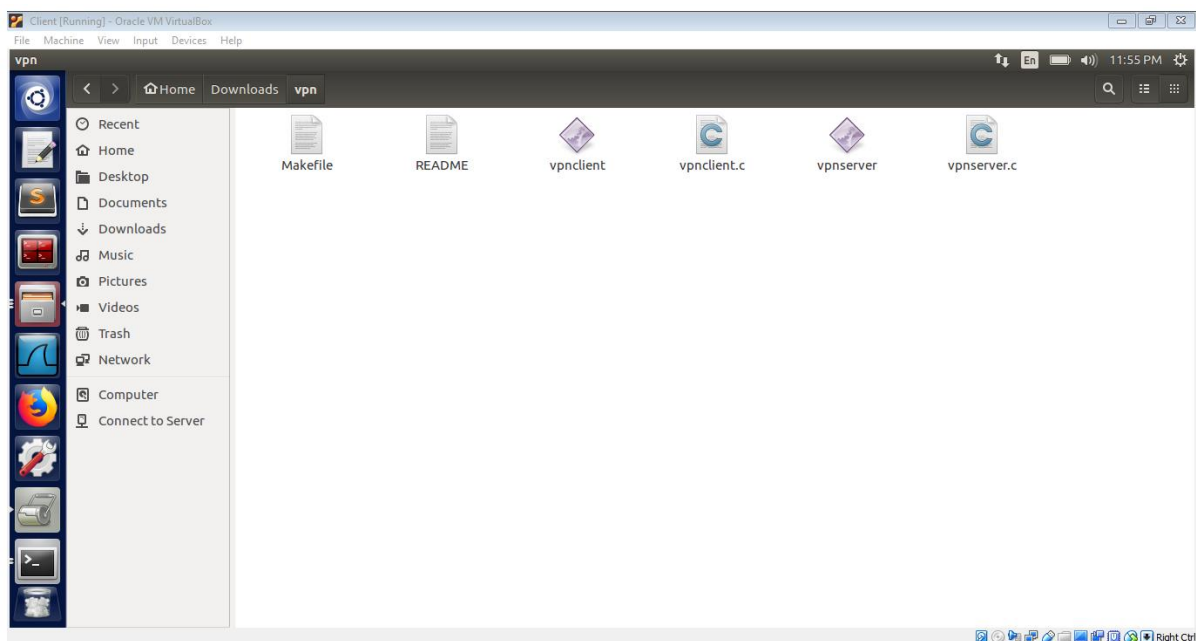 Client [Running] - Oracle VM VirtualBox
File Machine View Input Devices Help
vpn En 11:55 PM
Home Downloads vpn
Recent
Home
Desktop
Documents
Downloads
Music
Pictures
Videos
Trash
Network
Computer
Connect to Server
Makefile README vpnclient vpnclient.c vpnserver vpnserver.c
Right Ctrl